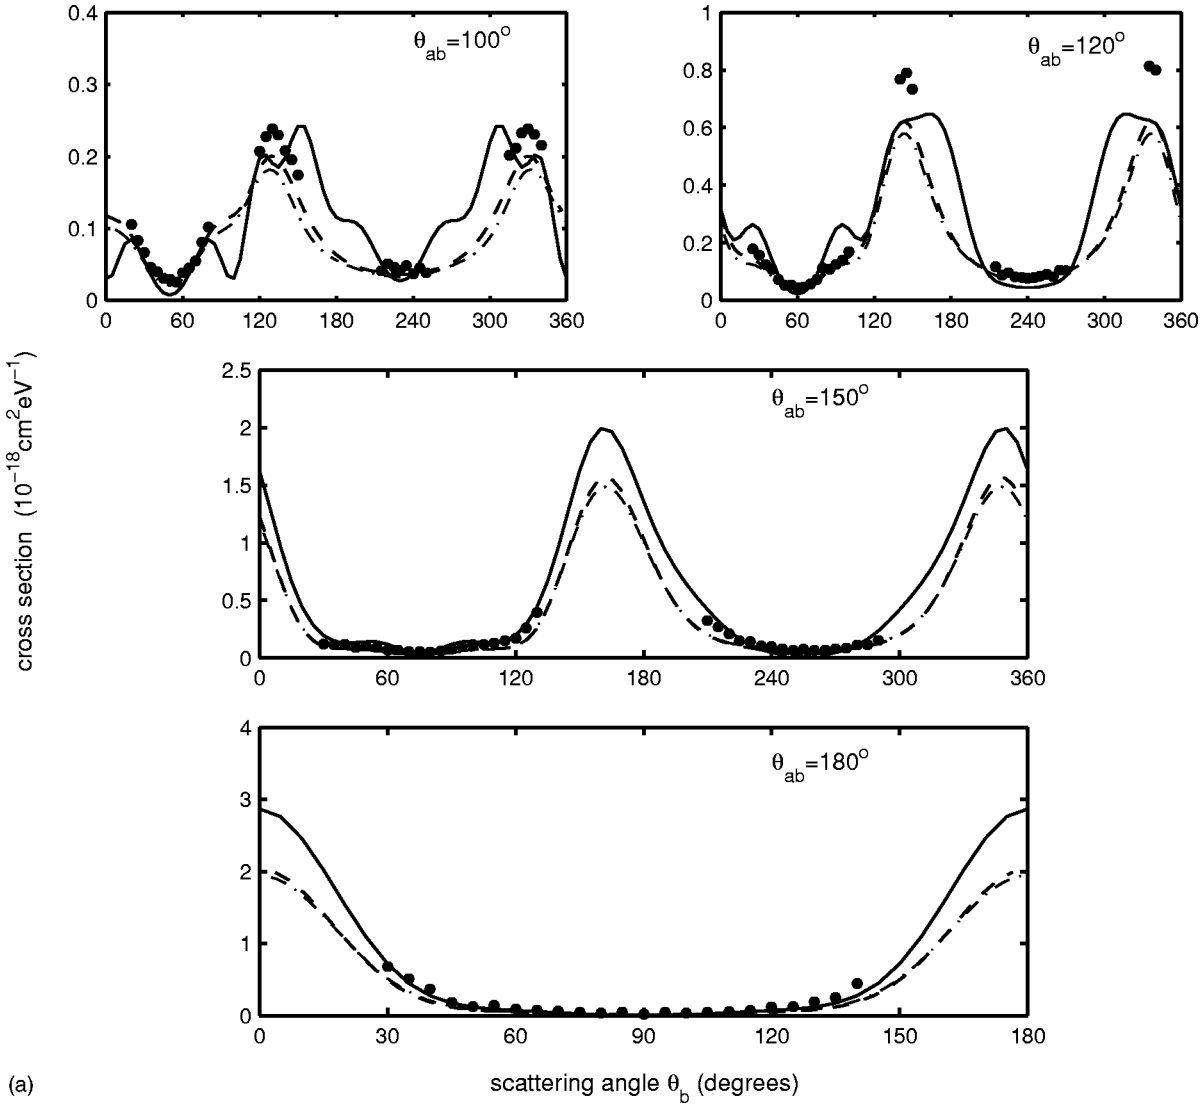 θab=100°
0.4
0.3
0.2
0.1
0
0 60 120 180 240 300 360
θab=120°
1
0.8
0.6
0.4
0.2
0
0 60 120 180 240 300 360
cross section (10⁻¹⁸cm²eV⁻¹)
θab=150°
2.5
2
1.5
1
0.5
0
0 60 120 180 240 300 360
θab=180°
4
3
2
1
0
0 30 60 90 120 150 180
(a)
scattering angle θb (degrees)